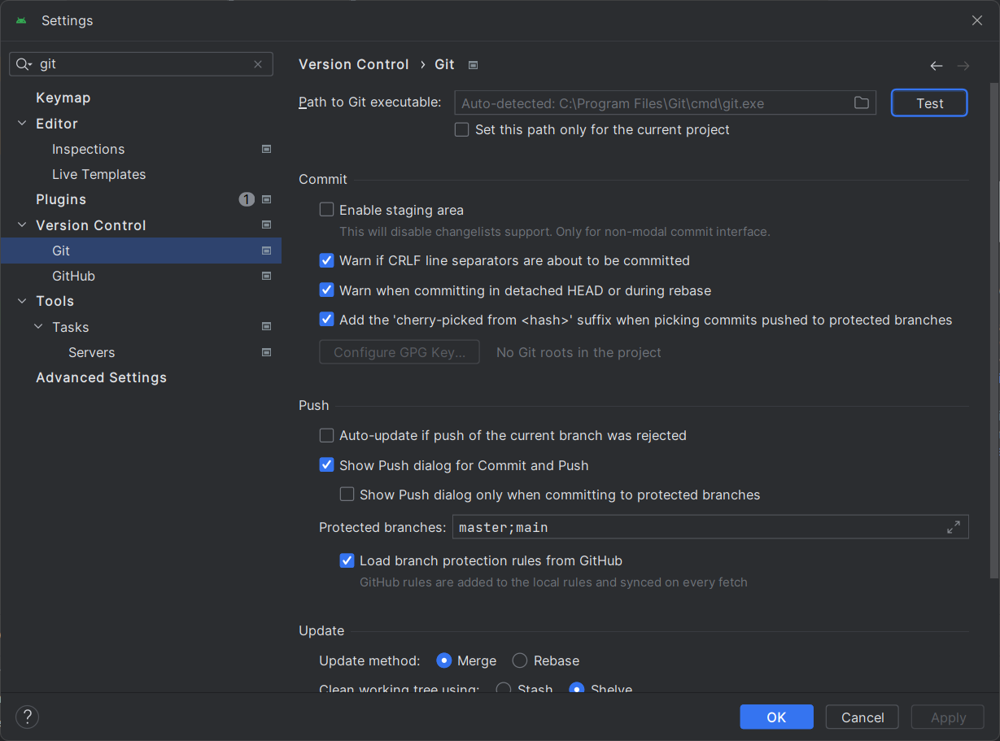 Settings
git
Keymap
Editor
Inspections
Live Templates
Plugins 1
Version Control
Git
GitHub
Tools
Tasks
Servers
Advanced Settings
Version Control › Git
Path to Git executable: Auto-detected: C:\Program Files\Git\cmd\git.exe Test
Set this path only for the current project
Commit
Enable staging area
This will disable changelists support. Only for non-modal commit interface.
Warn if CRLF line separators are about to be committed
Warn when committing in detached HEAD or during rebase
Add the 'cherry-picked from <hash>' suffix when picking commits pushed to protected branches
Configure GPG Key... No Git roots in the project
Push
Auto-update if push of the current branch was rejected
Show Push dialog for Commit and Push
Show Push dialog only when committing to protected branches
Protected branches: master;main
Load branch protection rules from GitHub
GitHub rules are added to the local rules and synced on every fetch
Update
Update method: Merge Rebase
Clean working tree using: Stash Shelve
? OK Cancel Apply